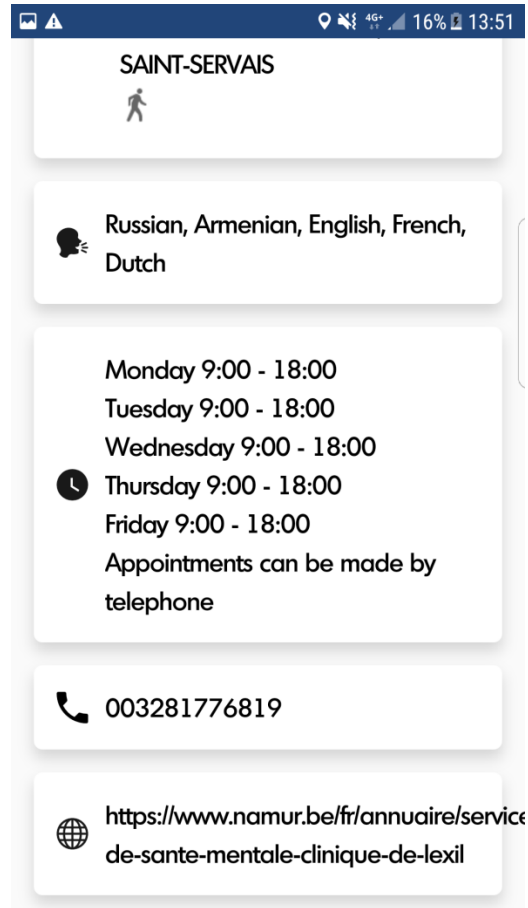 4G+ 16% 13:51
SAINT-SERVAIS
Russian, Armenian, English, French,
Dutch
Monday 9:00 - 18:00
Tuesday 9:00 - 18:00
Wednesday 9:00 - 18:00
Thursday 9:00 - 18:00
Friday 9:00 - 18:00
Appointments can be made by
telephone
003281776819
https://www.namur.be/fr/annuaire/service
de-sante-mentale-clinique-de-lexil